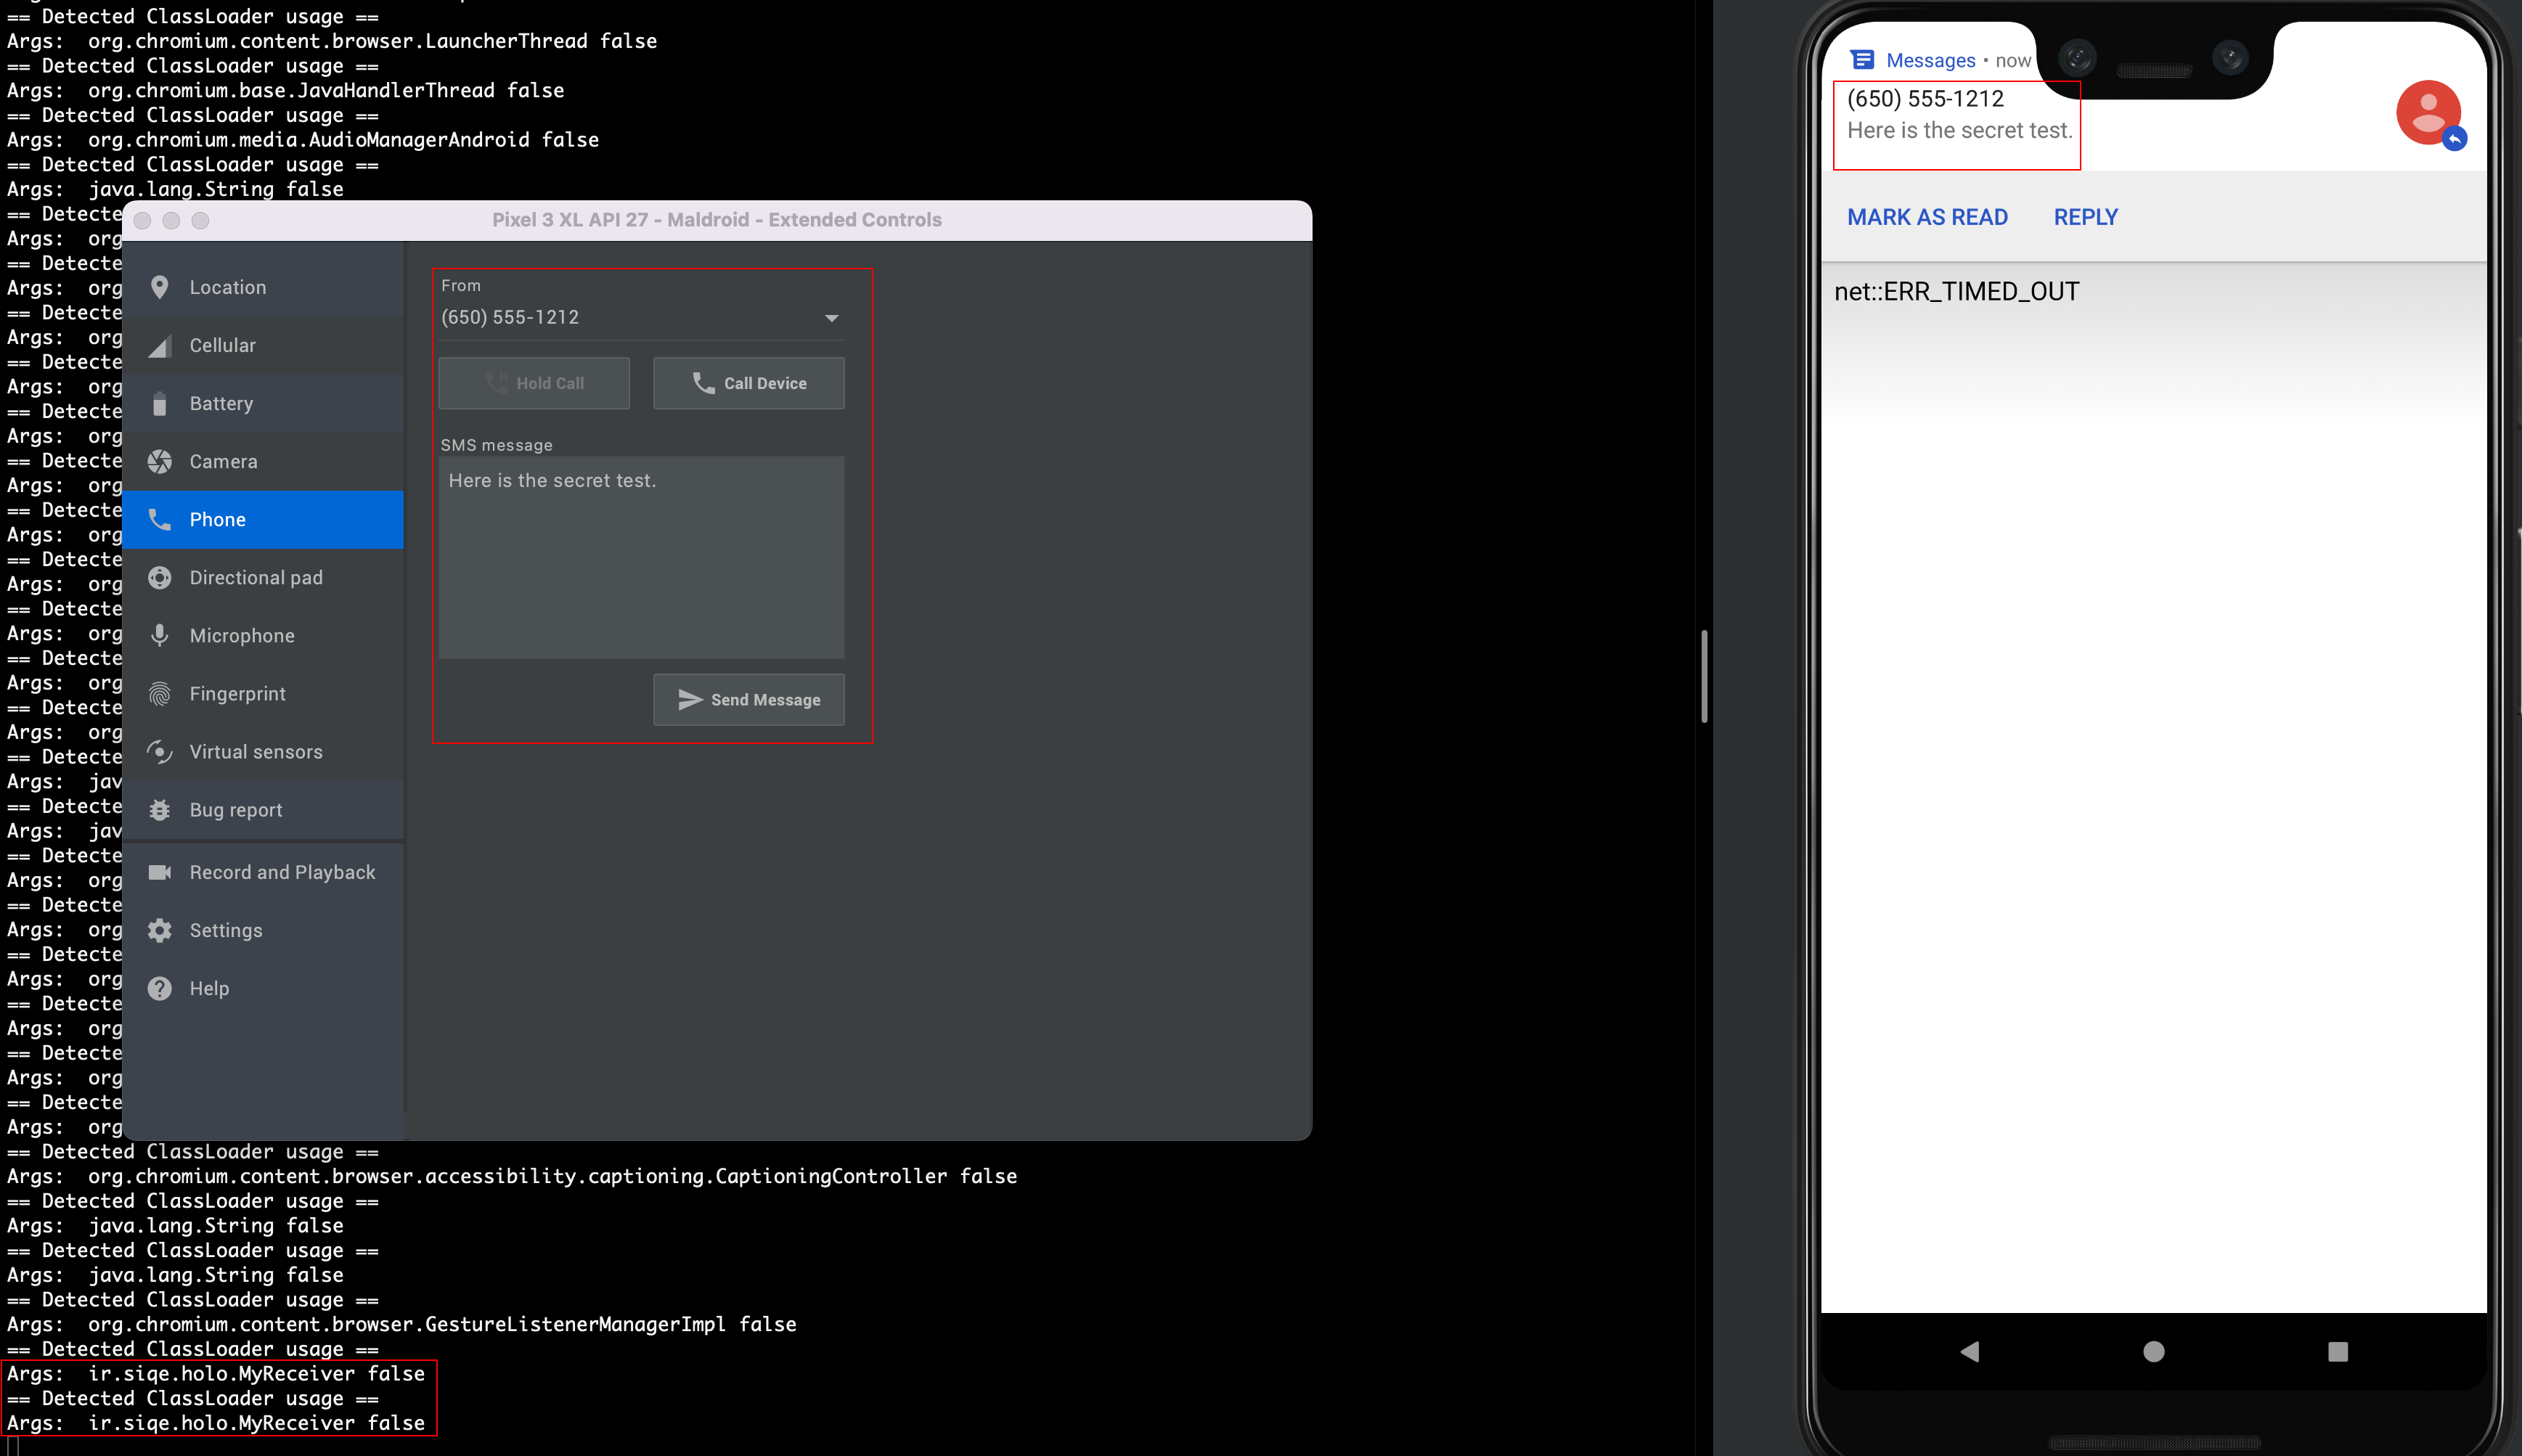 == Detected ClassLoader usage ==
Args:  org.chromium.content.browser.LauncherThread false
== Detected ClassLoader usage ==
Args:  org.chromium.base.JavaHandlerThread false
== Detected ClassLoader usage ==
Args:  org.chromium.media.AudioManagerAndroid false
== Detected ClassLoader usage ==
Args:  java.lang.String false
== Detecte
Args:  org
== Detecte
Args:  org
== Detecte
Args:  org
== Detecte
Args:  org
== Detecte
Args:  org
== Detecte
Args:  org
== Detecte
Args:  org
== Detecte
Args:  org
== Detecte
Args:  org
== Detecte
Args:  org
== Detecte
Args:  org
== Detecte
Args:  jav
== Detecte
Args:  jav
== Detecte
Args:  org
== Detecte
Args:  org
== Detecte
Args:  org
== Detecte
Args:  org
== Detecte
Args:  org
== Detecte
Args:  org
== Detected ClassLoader usage ==
Args:  org.chromium.content.browser.accessibility.captioning.CaptioningController false
== Detected ClassLoader usage ==
Args:  java.lang.String false
== Detected ClassLoader usage ==
Args:  java.lang.String false
== Detected ClassLoader usage ==
Args:  org.chromium.content.browser.GestureListenerManagerImpl false
== Detected ClassLoader usage ==
Args:  ir.siqe.holo.MyReceiver false
== Detected ClassLoader usage ==
Args:  ir.siqe.holo.MyReceiver false
Pixel 3 XL API 27 - Maldroid - Extended Controls
Location
Cellular
Battery
Camera
Phone
Directional pad
Microphone
Fingerprint
Virtual sensors
Bug report
Record and Playback
Settings
Help
From
(650) 555-1212
Hold Call
Call Device
SMS message
Here is the secret test.
Send Message
Messages • now
(650) 555-1212
Here is the secret test.
MARK AS READ REPLY
net::ERR_TIMED_OUT